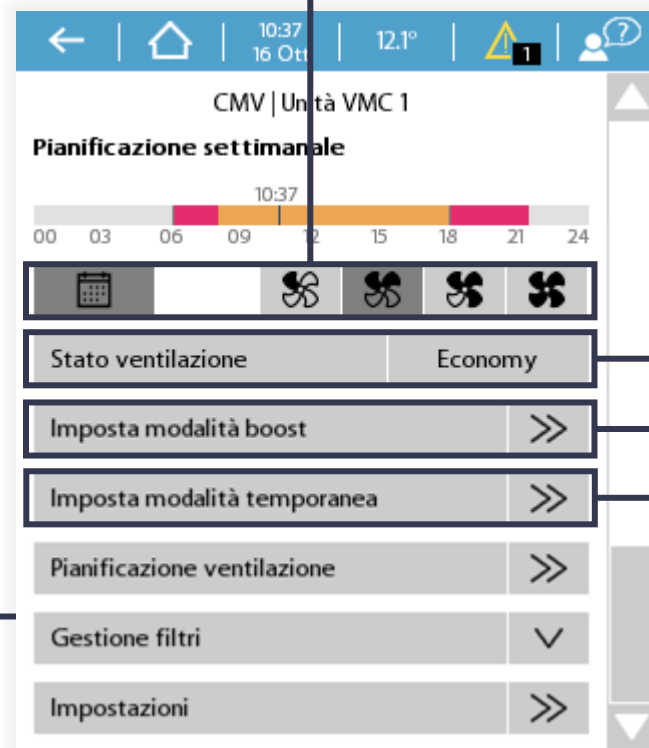 10:37
16 Ott
12.1°
1
?
CMV | Unità VMC 1
Pianificazione settimanale
10:37
00 03 06 09 12 15 18 21 24
Stato ventilazione Economy
Imposta modalità boost
Imposta modalità temporanea
Pianificazione ventilazione
Gestione filtri
Impostazioni